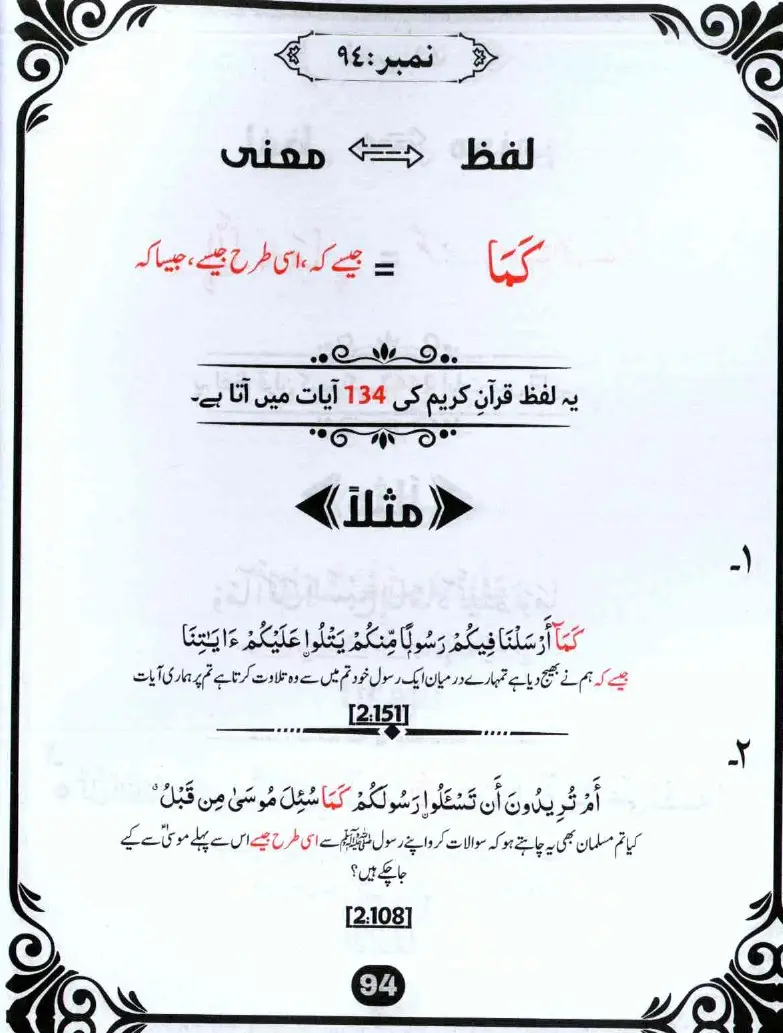 نمبر:٩٤
لفظ ⇐⇒ معنی
كَمَا = جیسے کہ، اسی طرح جیسے، جیسا کہ
یہ لفظ قرآنِ کریم کی 134 آیات میں آتا ہے۔
مثلاً
۱۔
كَمَآ أَرْسَلْنَا فِيكُمْ رَسُولًا مِّنكُمْ يَتْلُوا۟ عَلَيْكُمْ ءَايَـٰتِنَا
جیسے کہ ہم نے بھیج دیا ہے تمہارے درمیان ایک رسول خود تم میں سے وہ تلاوت کرتا ہے تم پر ہماری آیات
[2:151]
۲۔
أَمْ تُرِيدُونَ أَن تَسْـَٔلُوا۟ رَسُولَكُمْ كَمَا سُئِلَ مُوسَىٰ مِن قَبْلُ ۗ
کیا تم مسلمان بھی یہ چاہتے ہو کہ سوالات کرو اپنے رسول ﷺ سے اسی طرح جیسے اس سے پہلے موسیٰؑ سے کیے
جا چکے ہیں؟
[2:108]
94